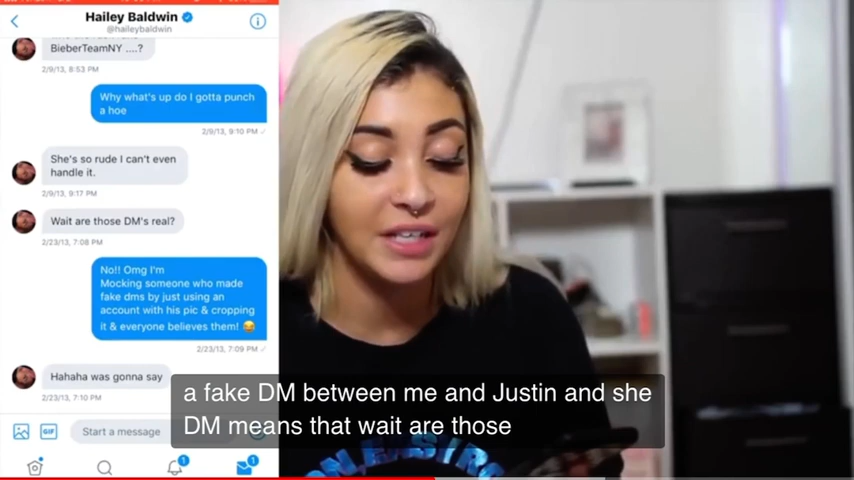 Hailey Baldwin
@haileybaldwin
BieberTeamNY ....?
2/9/13, 8:53 PM
Why what's up do I gotta punch
a hoe
2/9/13, 9:10 PM
She's so rude I can't even
handle it.
2/9/13, 9:17 PM
Wait are those DM's real?
2/23/13, 7:08 PM
No!! Omg I'm
Mocking someone who made
fake dms by just using an
account with his pic & cropping
it & everyone believes them! 😂
2/23/13, 7:09 PM
Hahaha was gonna say
2/23/13, 7:10 PM
GIF
Start a message
1
1
a fake DM between me and Justin and she
DM means that wait are those